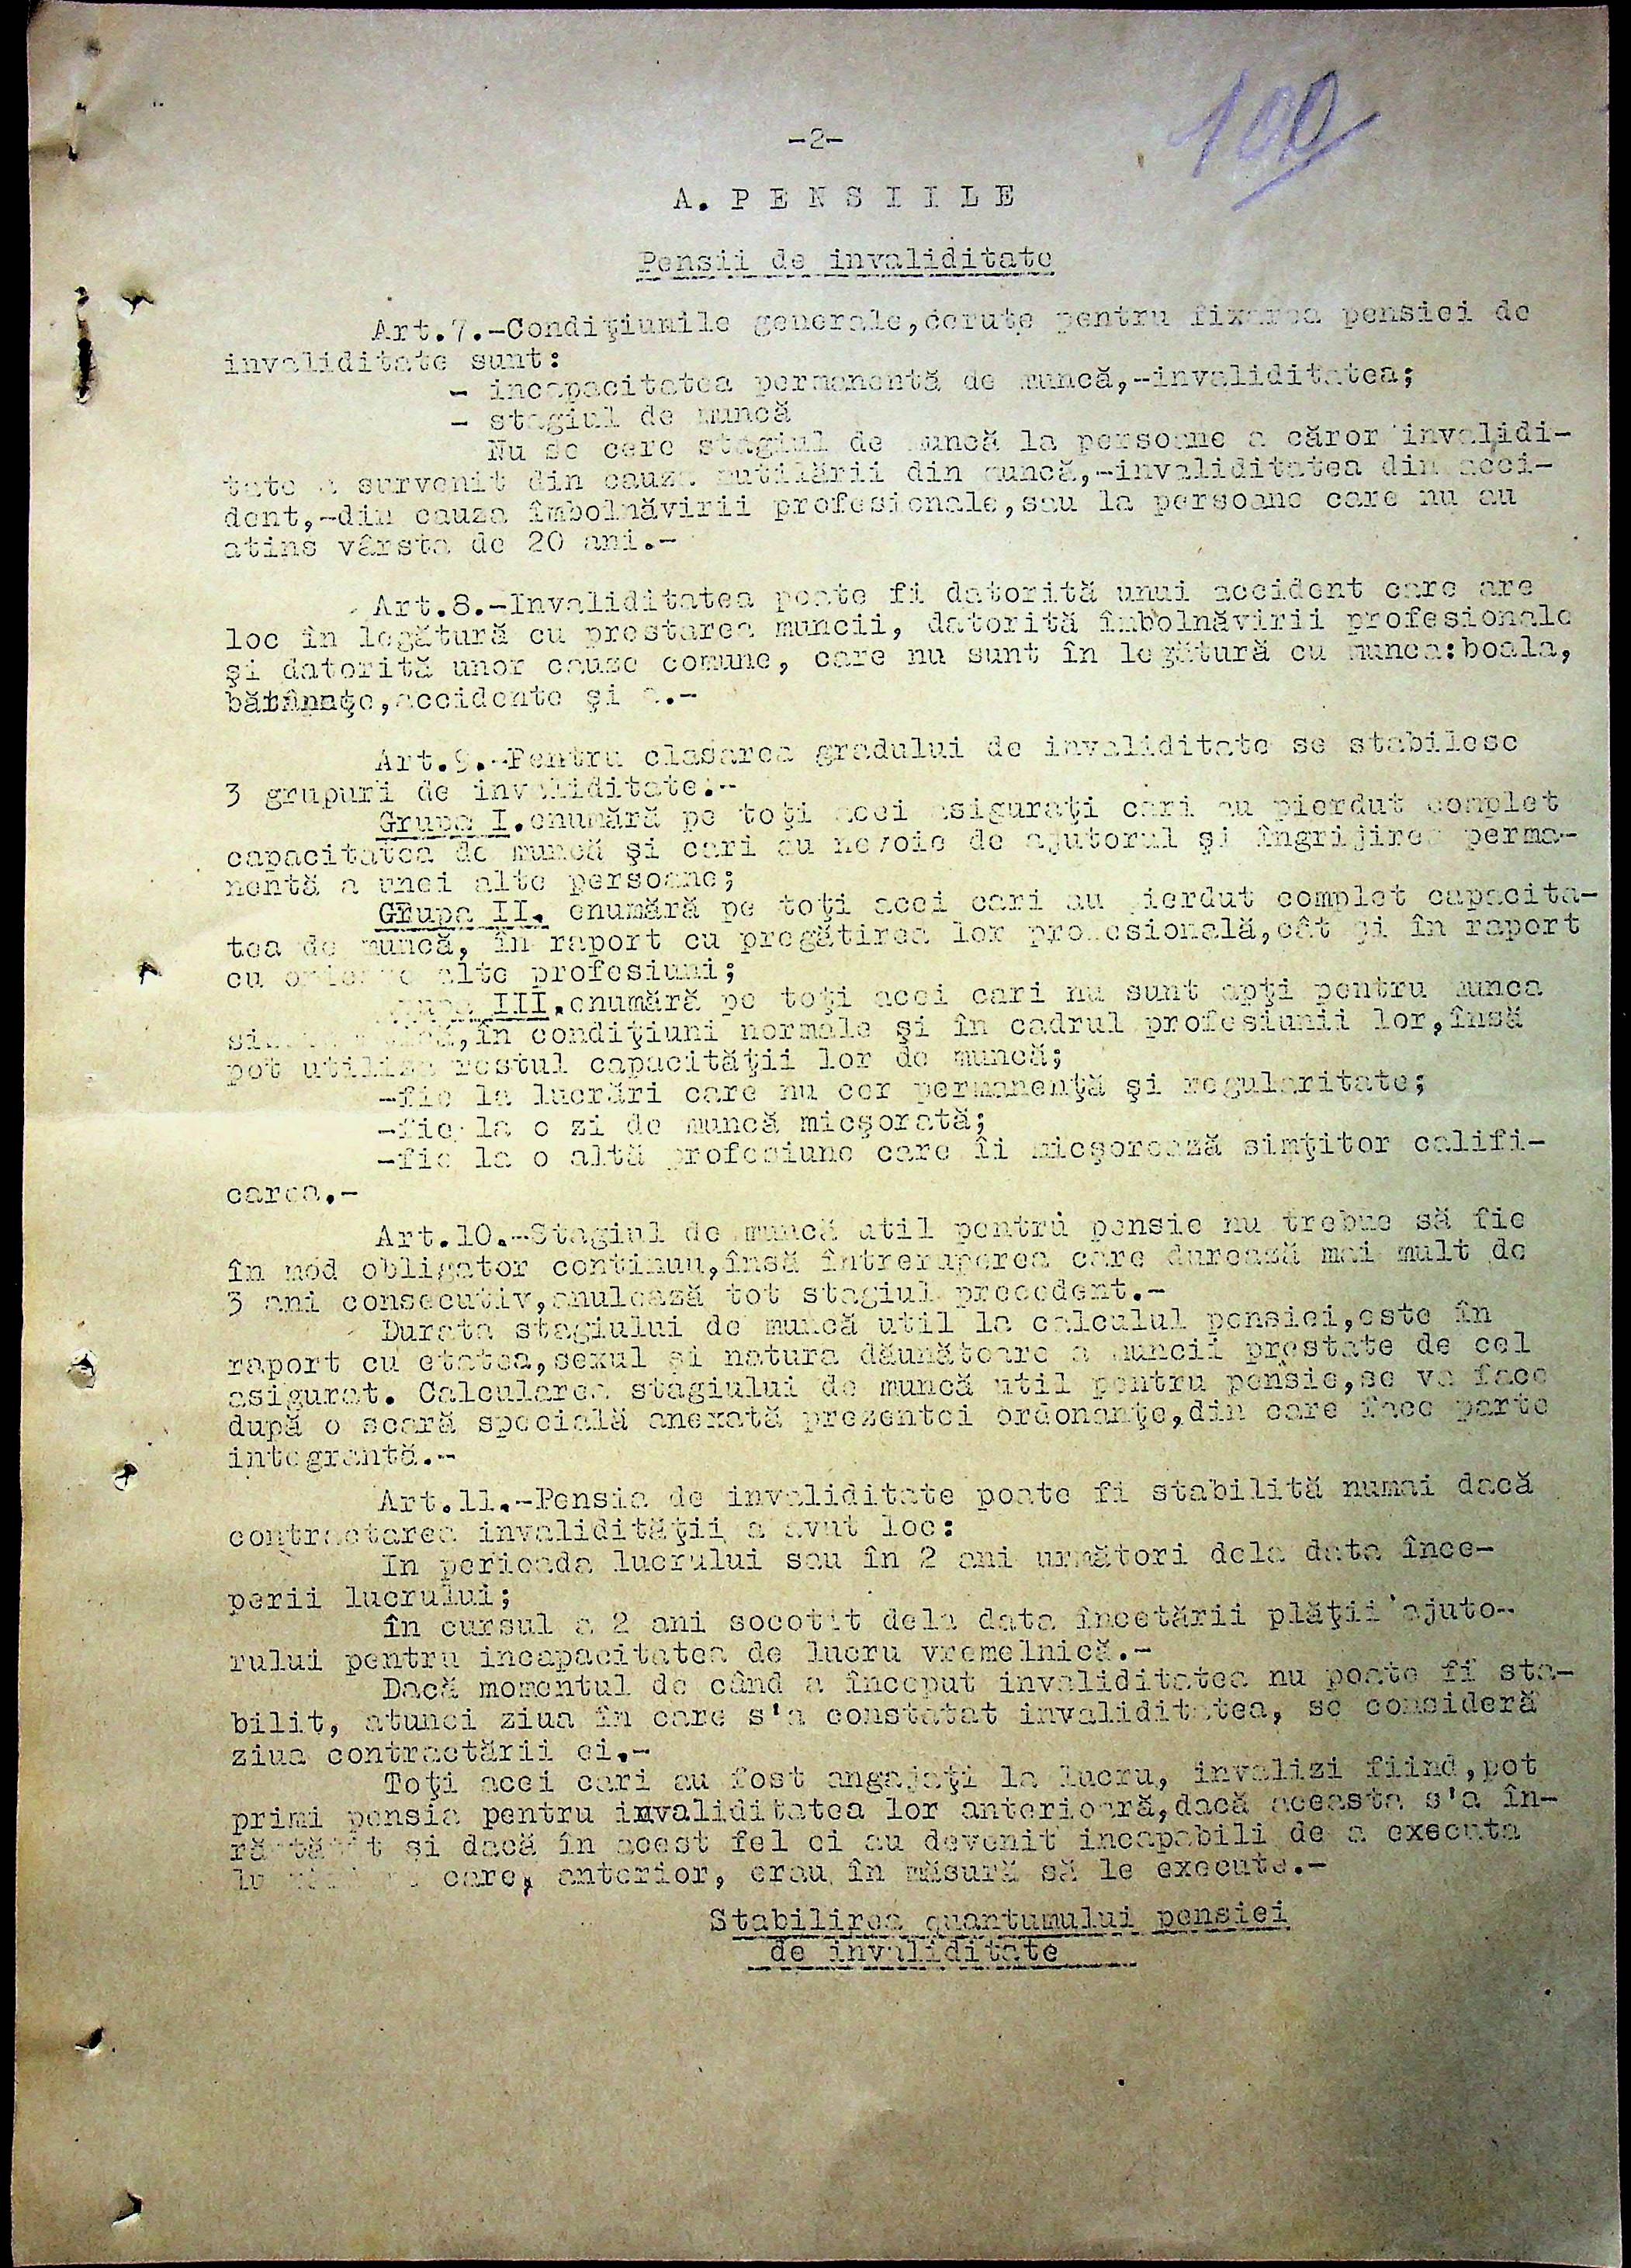 100
-2-
A. P E N S I I L E
Pensii de invaliditate
Art.7.-Condiţiunile generale,cerute pentru fixarea pensiei de
invaliditate sunt:
- incapacitatea permanentă de muncă,-invaliditatea;
- stagiul de muncă
Nu se cere stagiul de muncă la persoane a căror invalidi-
tate a survenit din cauza mutilării din muncă,-invaliditatea din acci-
dent,-din cauza îmbolnăvirii profesionale,sau la persoane care nu au
atins vârsta de 20 ani.-
Art.8.-Invaliditatea poate fi datorită unui accident care are
loc în legătură cu prestarea muncii, datorită îmbolnăvirii profesionale
şi datorită unor cauze comune, care nu sunt în legătură cu munca:boala,
accidente şi a.-
Art.9.-Pentru clasarea gradului de invaliditate se stabilesc
3 grupuri de invaliditate.-
Grupa I.enumără pe toţi acei asiguraţi cari au pierdut complet
capacitatea de muncă şi cari au nevoie de ajutorul şi îngrijirea perma-
nentă a unei alte persoane;
Grupa II. enumără pe toţi acei cari au pierdut complet capacita-
tea de muncă, în raport cu pregătirea lor profesională,cât şi în raport
cu alte profesiuni;
III.enumără pe toţi acei cari nu sunt apţi pentru munca
în condiţiuni normale şi în cadrul profesiunii lor,însă
pot utiliza restul capacităţii lor de muncă;
-fie la lucrări care nu cer permanenţă şi regularitate;
-fie la o zi de muncă micşorată;
-fie la o altă profesiune care îi micşorează simţitor califi-
carea.-
Art.10.-Stagiul de muncă util pentru pensie nu trebue să fie
în mod obligator continuu,însă întreruperea care durează mai mult de
3 ani consecutiv,anulează tot stagiul precedent.-
Durata stagiului de muncă util la calculul pensiei,este în
raport cu etatea,sexul şi natura dăunătoare a muncii prestate de cel
asigurat. Calcularea stagiului de muncă util pentru pensie,se va face
după o scară specială anexată prezentei ordonanţe,din care face parte
integrantă.-
Art.11.-Pensia de invaliditate poate fi stabilită numai dacă
contractarea invalidităţii a avut loc:
In perioada lucrului sau în 2 ani următori dela data înce-
perii lucrului;
în cursul a 2 ani socotit dela data încetării plăţii ajuto-
rului pentru incapacitatea de lucru vremelnică.-
Dacă momentul de când a început invaliditatea nu poate fi sta-
bilit, atunci ziua în care s'a constatat invaliditatea, se consideră
ziua contractării ei.-
Toţi acei cari au fost angajaţi la lucru, invalizi fiind,pot
primi pensia pentru invaliditatea lor anterioară,dacă aceasta s'a în-
şi dacă în acest fel ei au devenit incapabili de a executa
care, anterior, erau în măsură să le execute.-
Stabilirea quantumului pensiei
de invaliditate